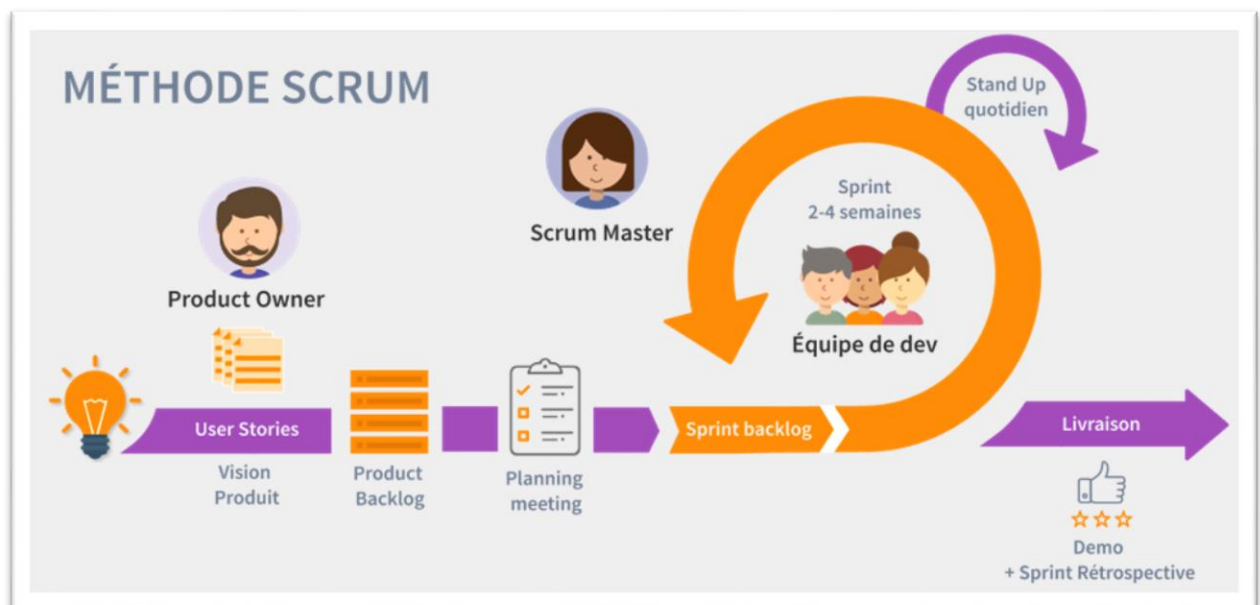 MÉTHODE SCRUM
Stand Up
quotidien
Sprint
2-4 semaines
Scrum Master
Product Owner
Équipe de dev
User Stories
Sprint backlog
Livraison
Vision
Produit
Product
Backlog
Planning
meeting
Demo
+ Sprint Rétrospective